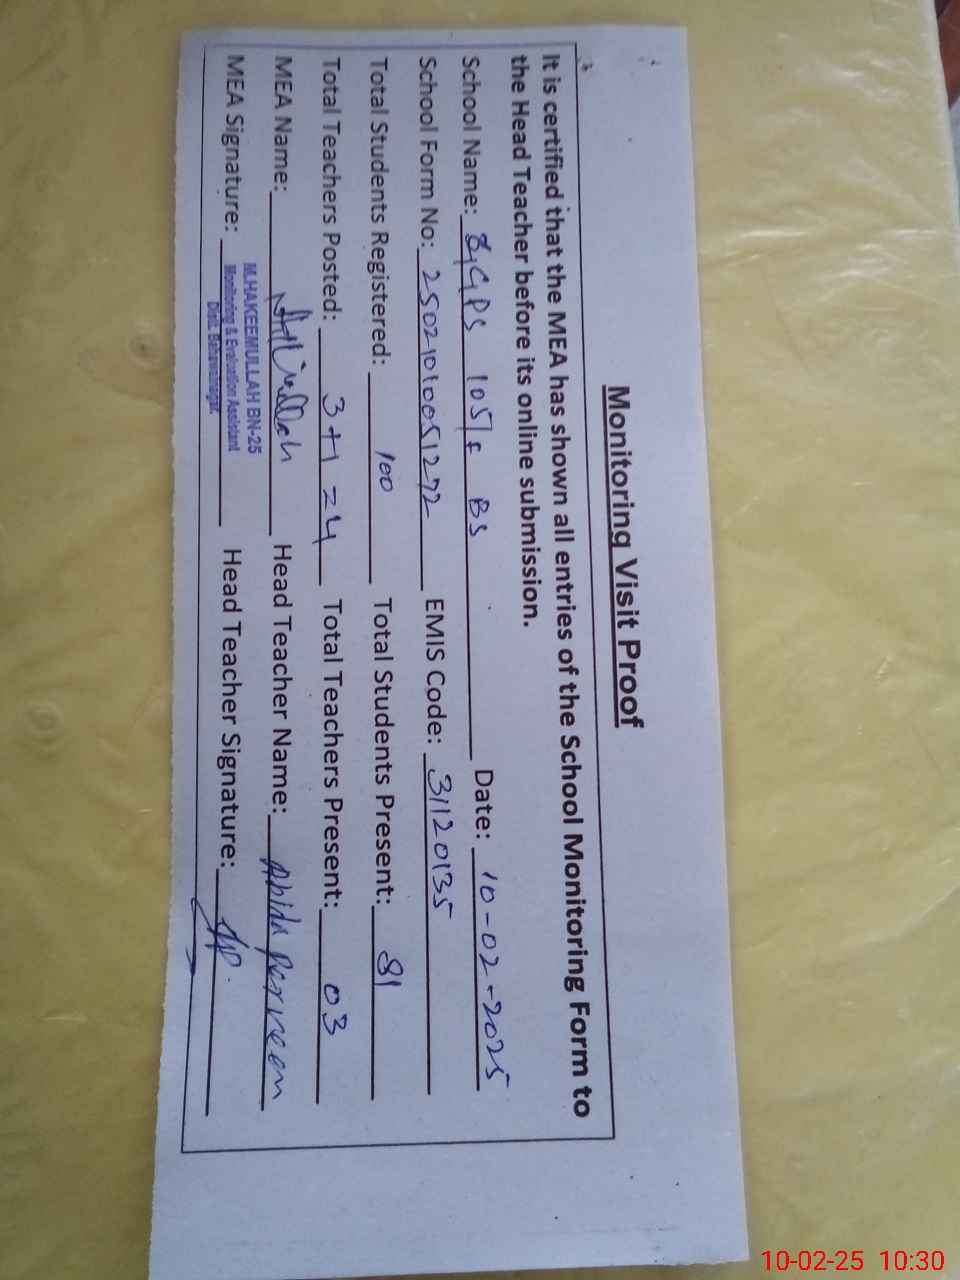 Monitoring Visit Proof
It is certified that the MEA has shown all entries of the School Monitoring Form to
the Head Teacher before its online submission.
School Name: GGPS 105/F BS Date: 10-02-2025
School Form No: 25021010051272 EMIS Code: 31120135
Total Students Registered: 100 Total Students Present: 81
Total Teachers Posted: 3+1=4 Total Teachers Present: 03
MEA Name: Head Teacher Name: Abida Perveen
MEA Signature: Head Teacher Signature:
M.HAKEEMULLAH BN-25
Monitoring & Evaluation Assistant
Distt. Bahawalnagar.
10-02-25 10:30